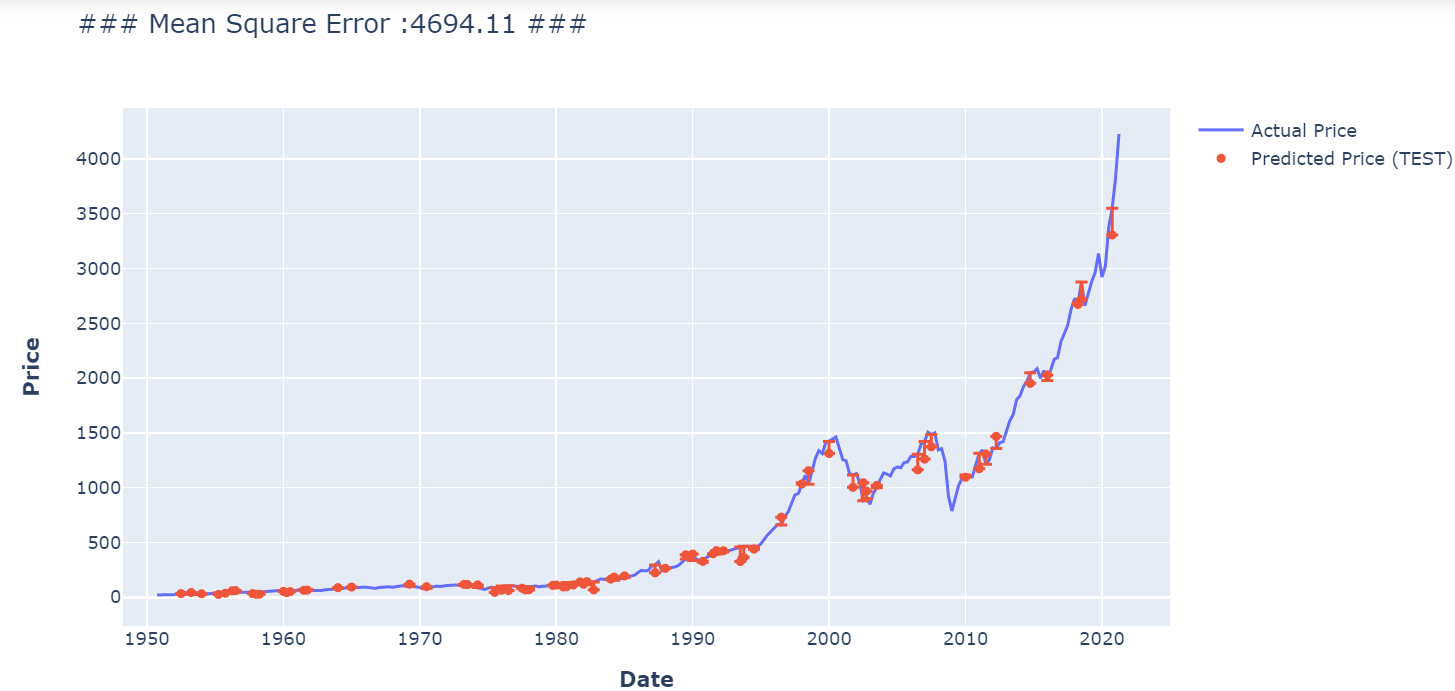 ### Mean Square Error :4694.11 ###
Actual Price
Predicted Price (TEST)
4000
3500
3000
2500
2000
1500
1000
500
0
Price
1950 1960 1970 1980 1990 2000 2010 2020
Date